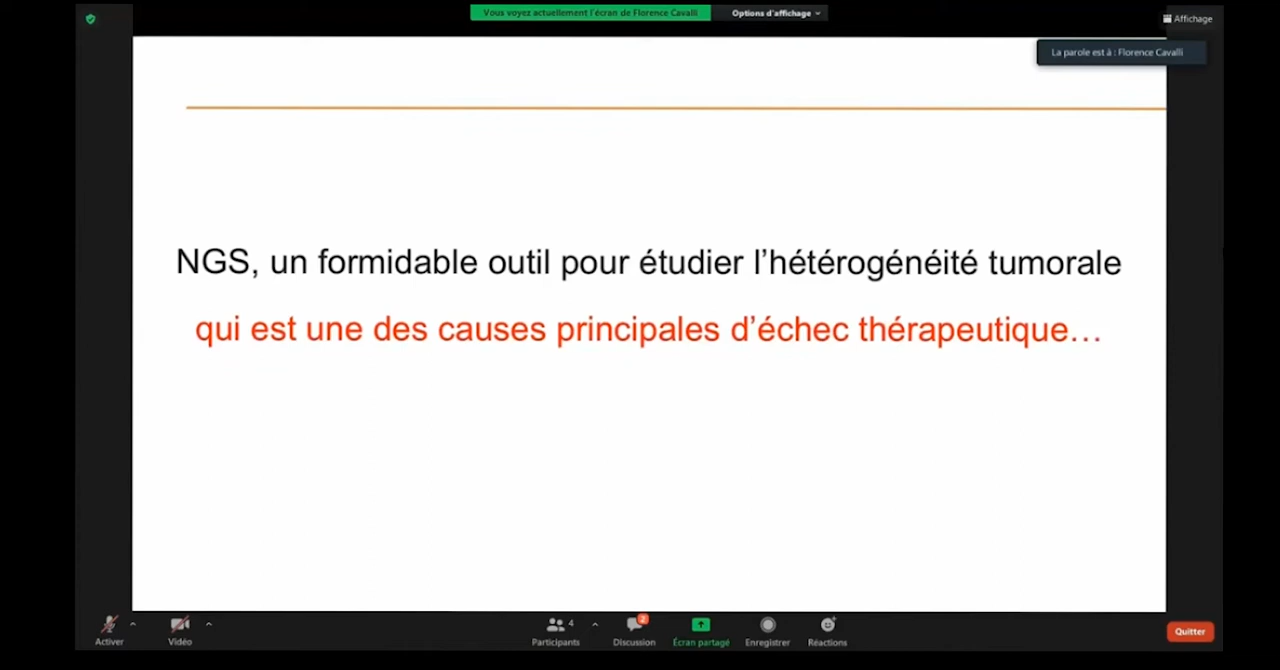 Vous voyez actuellement l'écran de Florence Cavalli
Options d'affichage
Affichage
La parole est à : Florence Cavalli
NGS, un formidable outil pour étudier l’hétérogénéité tumorale
qui est une des causes principales d’échec thérapeutique…
Activer
Vidéo
4
Participants
2
Discussion
Écran partagé
Enregistrer
Réactions
Quitter